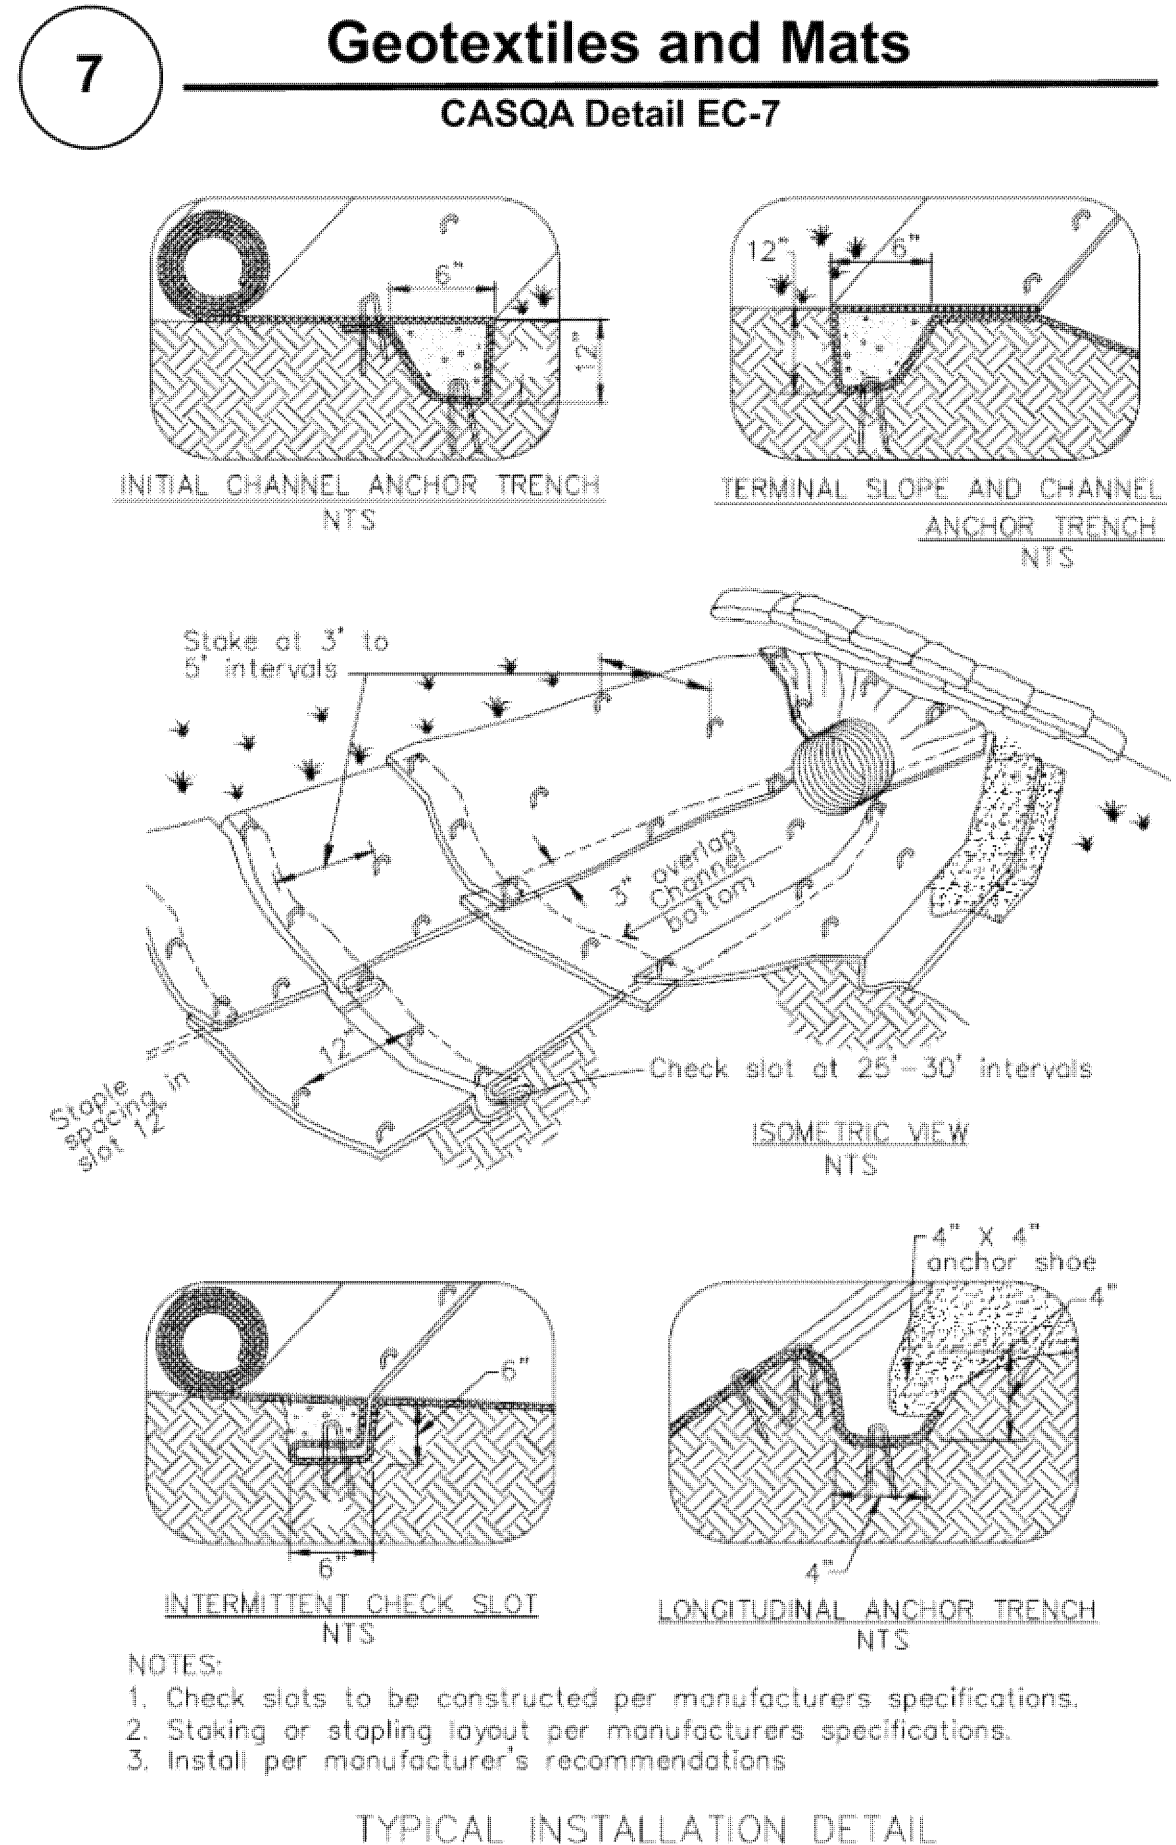 7
Geotextiles and Mats
CASQA Detail EC-7
6"
12"
INITIAL CHANNEL ANCHOR TRENCH
NTS
12"
6"
TERMINAL SLOPE AND CHANNEL
ANCHOR TRENCH
NTS
Stake at 3' to
5' intervals
3" overlap
Channel
bottom
12"
Staple
spacing in
slot 12"
Check slot at 25'-30' intervals
ISOMETRIC VIEW
NTS
6"
6"
INTERMITTENT CHECK SLOT
NTS
4" X 4"
anchor shoe
4"
4"
LONGITUDINAL ANCHOR TRENCH
NTS
NOTES:
1. Check slots to be constructed per manufacturers specifications.
2. Staking or stapling layout per manufacturers specifications.
3. Install per manufacturer's recommendations
TYPICAL INSTALLATION DETAIL